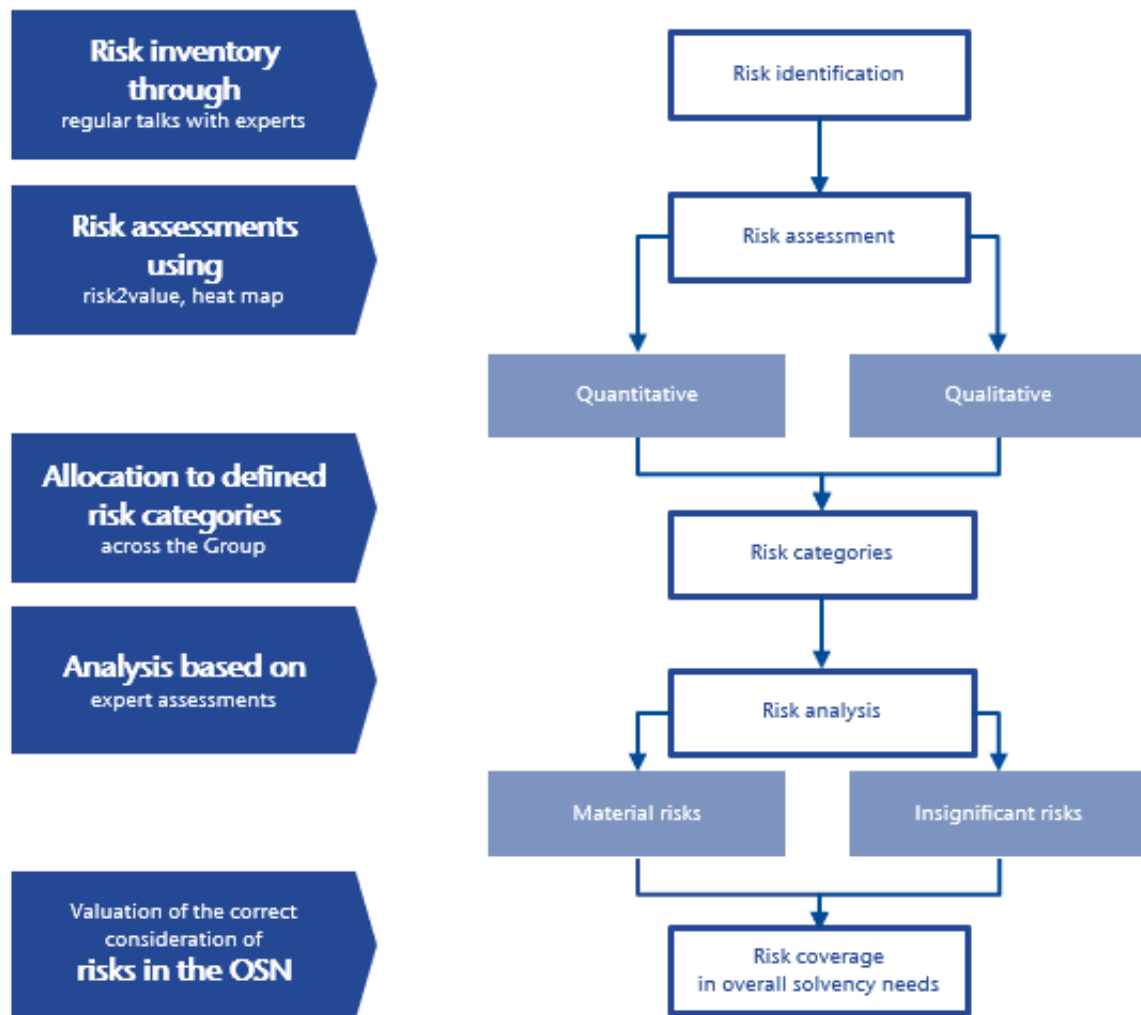 Risk inventory
through
regular talks with experts
Risk identification
Risk assessments
using
risk2value, heat map
Risk assessment
Quantitative
Qualitative
Allocation to defined
risk categories
across the Group
Risk categories
Analysis based on
expert assessments
Risk analysis
Material risks
Insignificant risks
Valuation of the correct
consideration of
risks in the OSN
Risk coverage
in overall solvency needs